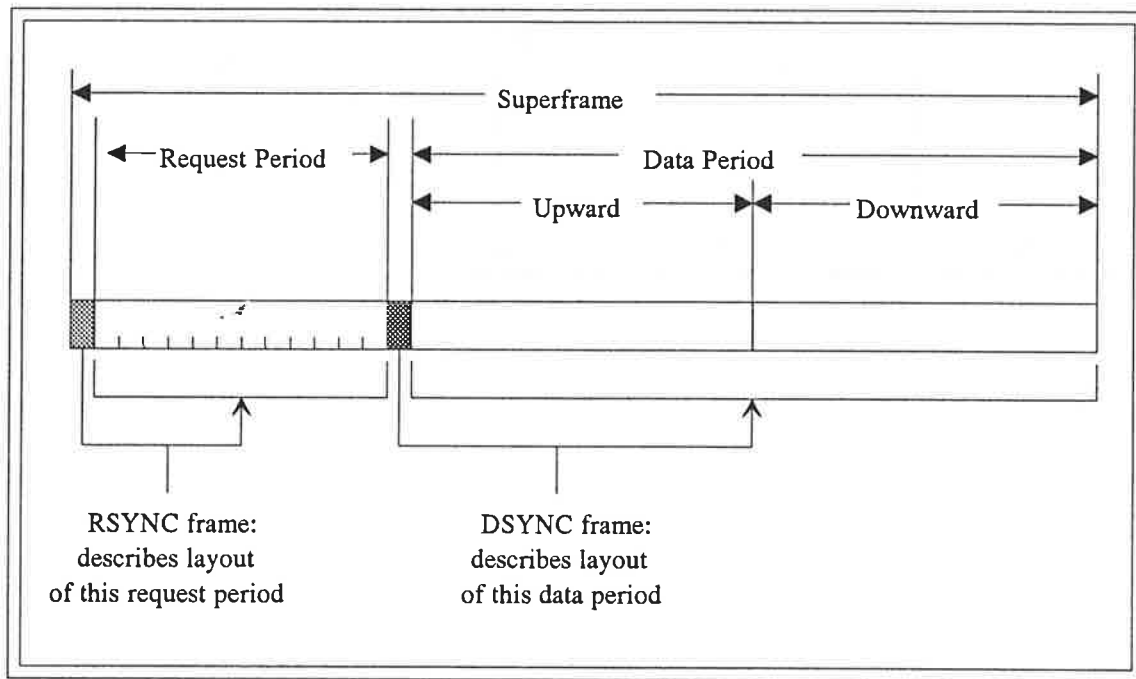 Superframe
Request Period
Data Period
Upward
Downward
RSYNC frame:
describes layout
of this request period
DSYNC frame:
describes layout
of this data period